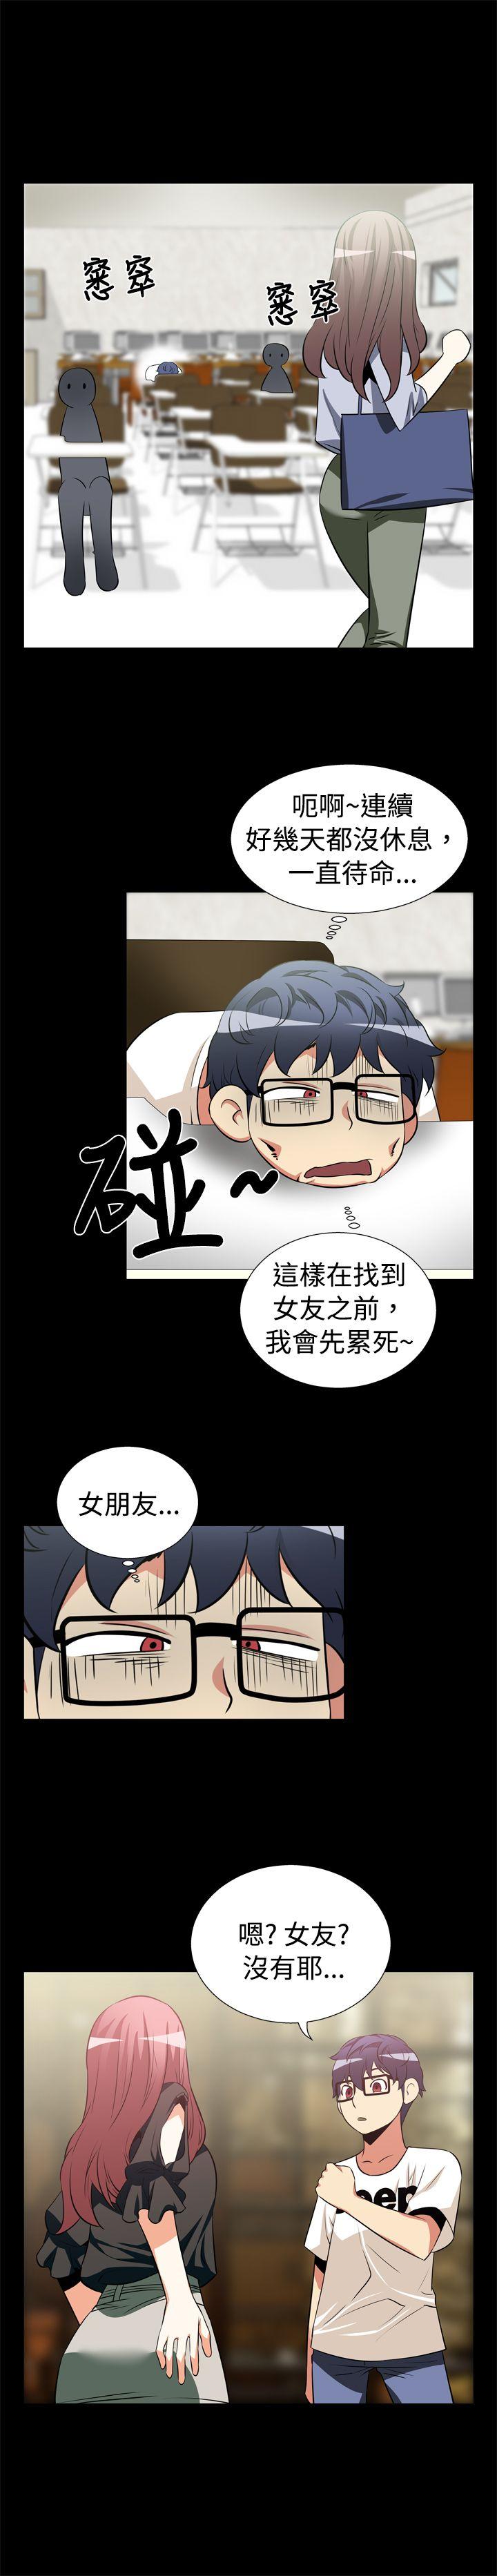 窸窣
窸窣
呃啊~連續
好幾天都沒休息，
一直待命...
碰~
這樣在找到
女友之前，
我會先累死~
女朋友...
嗯? 女友?
沒有耶...